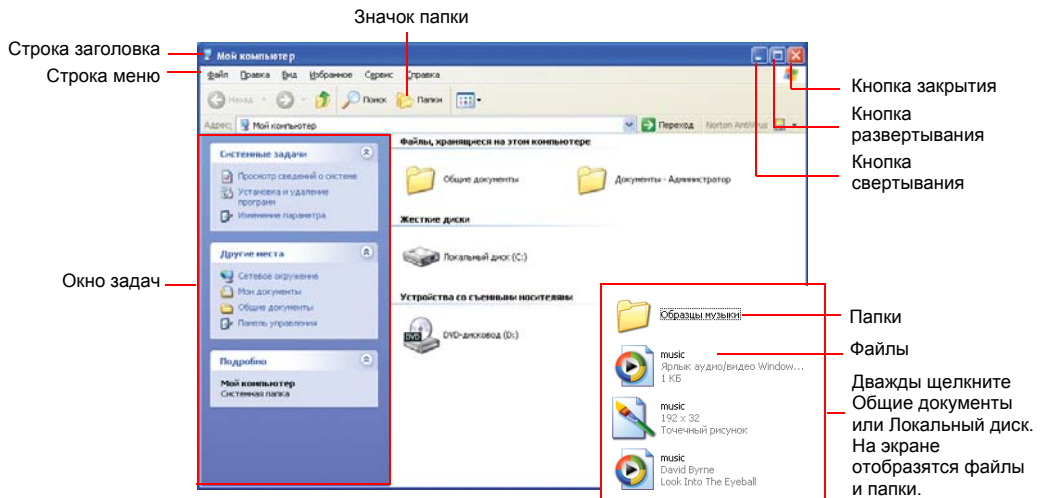 Значок папки
Строка заголовка
Строка меню
Мой компьютер
Файл Правка Вид Избранное Сервис Справка
Назад Поиск Папки
Адрес: Мой компьютер Переход Norton AntiVirus
Кнопка закрытия
Кнопка
развертывания
Кнопка
свертывания
Окно задач
Системные задачи
Просмотр сведений о системе
Установка и удаление
программ
Изменение параметра
Другие места
Сетевое окружение
Мои документы
Общие документы
Панель управления
Подробно
Мой компьютер
Системная папка
Файлы, хранящиеся на этом компьютере
Общие документы
Документы - Администратор
Жесткие диски
Локальный диск (C:)
Устройства со съемными носителями
DVD
DVD-дисковод (D:)
Образцы музыки
music
Ярлык аудио/видео Window...
1 КБ
music
192 x 32
Точечный рисунок
music
David Byrne
Look Into The Eyeball
Папки
Файлы
Дважды щелкните
Общие документы
или Локальный диск.
На экране
отобразятся файлы
и папки.